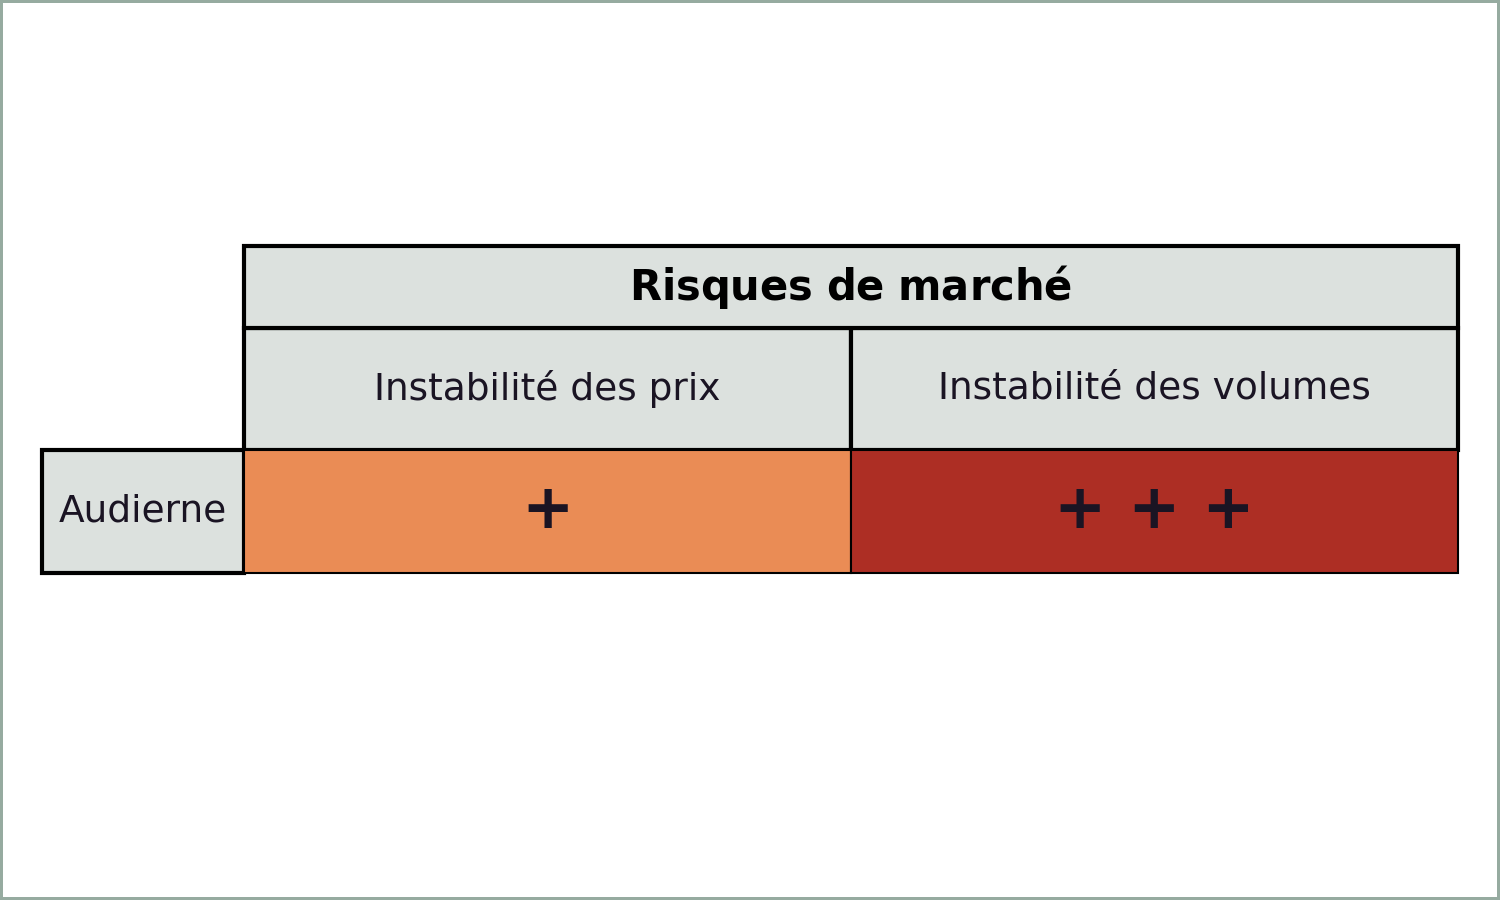 Risques de marché
Instabilité des prix
Instabilité des volumes
Audierne
+
+ + +